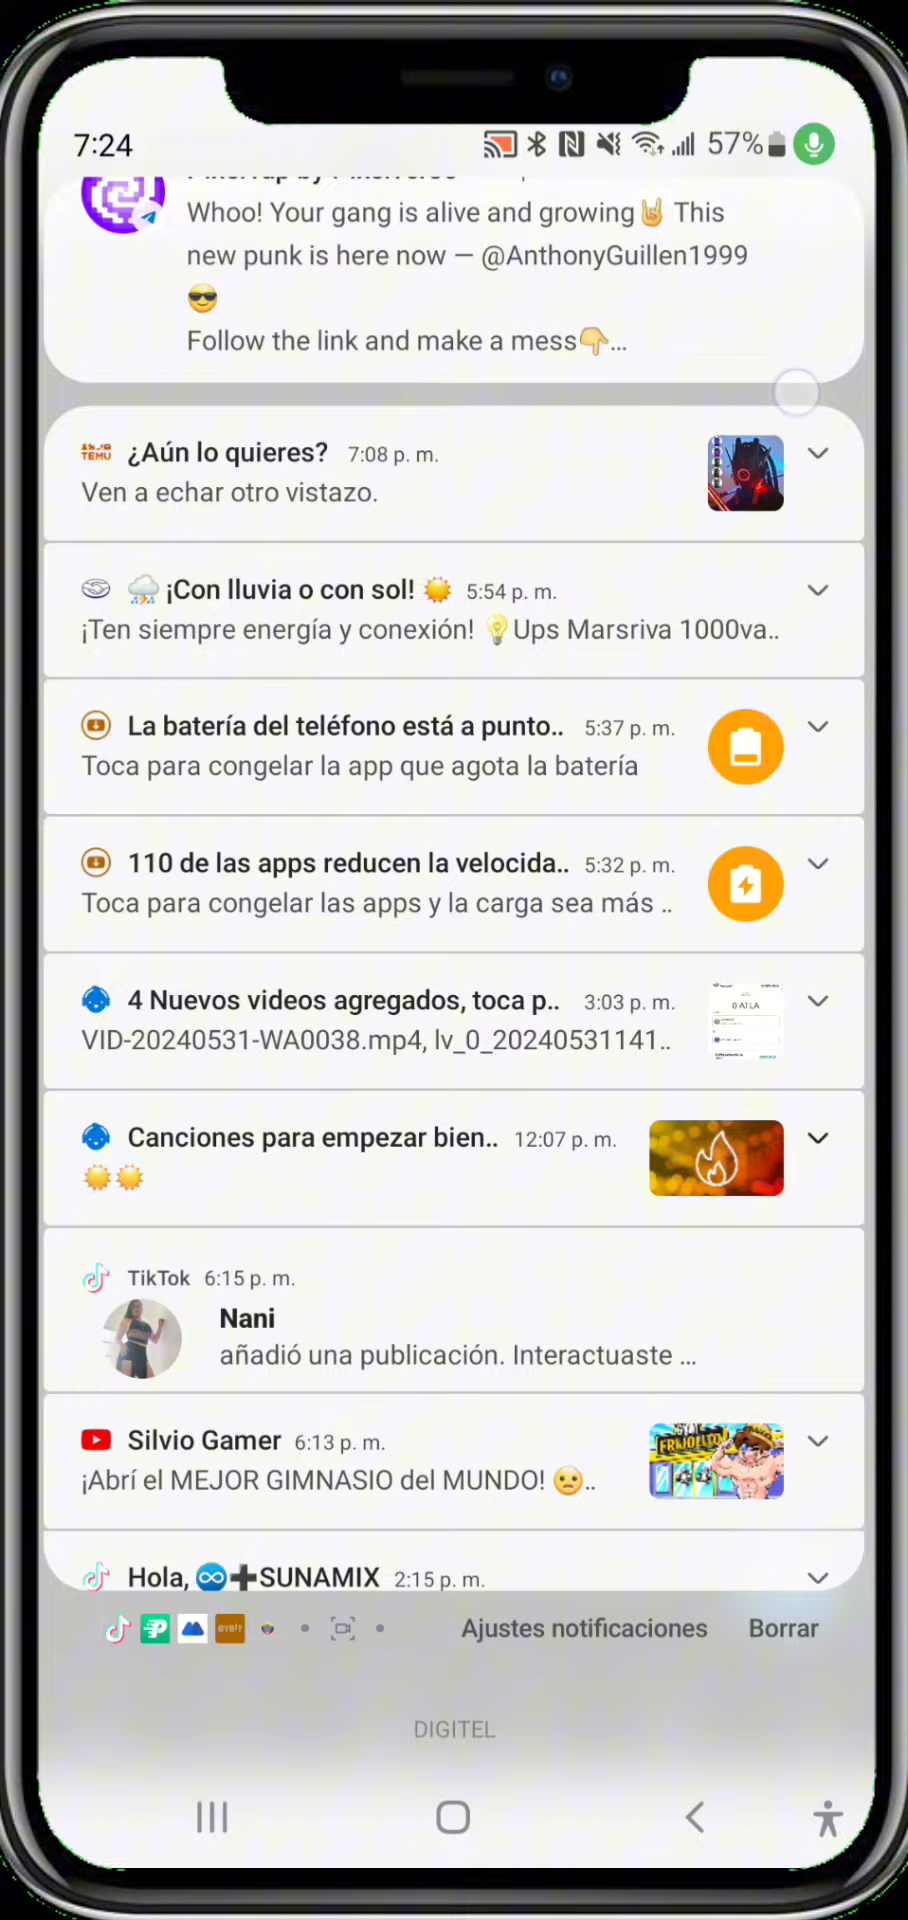 7:24
57%
Whoo! Your gang is alive and growing🤘 This
new punk is here now — @AnthonyGuillen1999
😎
Follow the link and make a mess👇...
TEMU ¿Aún lo quieres? 7:08 p. m.
Ven a echar otro vistazo.
⛈️ ¡Con lluvia o con sol! ☀️ 5:54 p. m.
¡Ten siempre energía y conexión! 💡Ups Marsriva 1000va..
La batería del teléfono está a punto.. 5:37 p. m.
Toca para congelar la app que agota la batería
110 de las apps reducen la velocida.. 5:32 p. m.
Toca para congelar las apps y la carga sea más ..
4 Nuevos videos agregados, toca p.. 3:03 p. m.
VID-20240531-WA0038.mp4, lv_0_20240531141..
0 ATLA
Canciones para empezar bien.. 12:07 p. m.
☀️☀️
TikTok 6:15 p. m.
Nani
añadió una publicación. Interactuaste ...
Silvio Gamer 6:13 p. m.
¡Abrí el MEJOR GIMNASIO del MUNDO! 🙁..
FRIJOLITO
Hola, ♾️➕SUNAMIX 2:15 p. m.
BYBIT
Ajustes notificaciones Borrar
DIGITEL